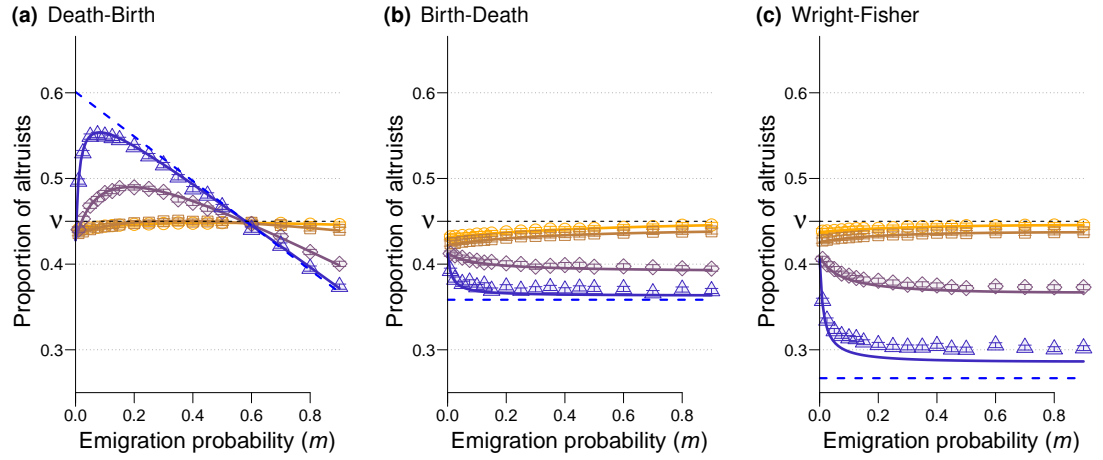 (a) Death-Birth
Proportion of altruists
0.6
0.5
ν
0.4
0.3
0.0 0.2 0.4 0.6 0.8
Emigration probability (m)
(b) Birth-Death
Proportion of altruists
0.6
0.5
ν
0.4
0.3
0.0 0.2 0.4 0.6 0.8
Emigration probability (m)
(c) Wright-Fisher
Proportion of altruists
0.6
0.5
ν
0.4
0.3
0.0 0.2 0.4 0.6 0.8
Emigration probability (m)